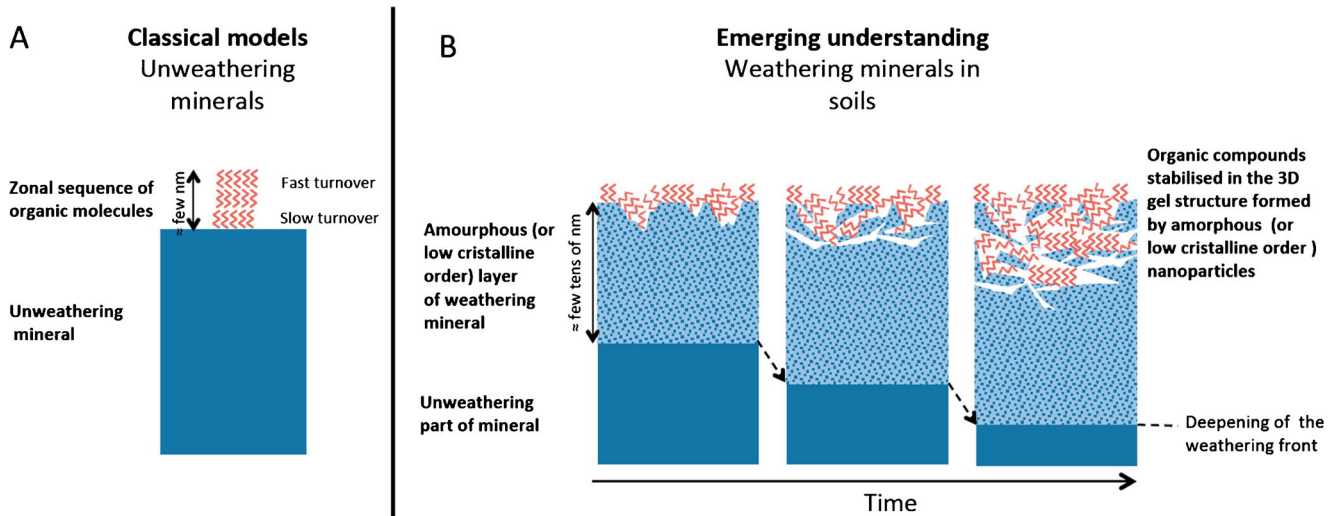 A
Classical models
Unweathering
minerals
Zonal sequence of
organic molecules
≈ few nm
Fast turnover
Slow turnover
Unweathering
mineral
B
Emerging understanding
Weathering minerals in
soils
Amourphous (or
low cristalline
order) layer
of weathering
mineral
≈ few tens of nm
Unweathering
part of mineral
Organic compounds
stabilised in the 3D
gel structure formed
by amorphous (or
low cristalline order )
nanoparticles
Deepening of the
weathering front
Time